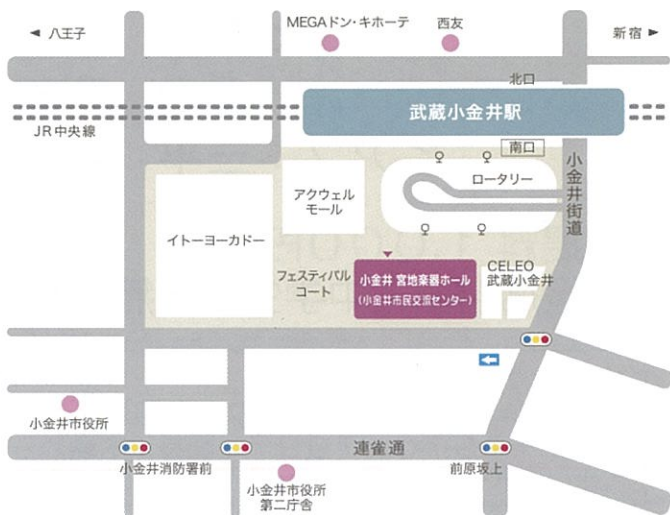 MEGAドン・キホーテ
西友
◀ 八王子
新宿 ▶
北口
武蔵小金井駅
JR中央線
南口
ロータリー
小金井街道
アクウェル
モール
イトーヨーカドー
フェスティバル
コート
小金井 宮地楽器ホール
(小金井市民交流センター)
CELEO
武蔵小金井
小金井市役所
連雀通
小金井消防署前
前原坂上
小金井市役所
第二庁舎